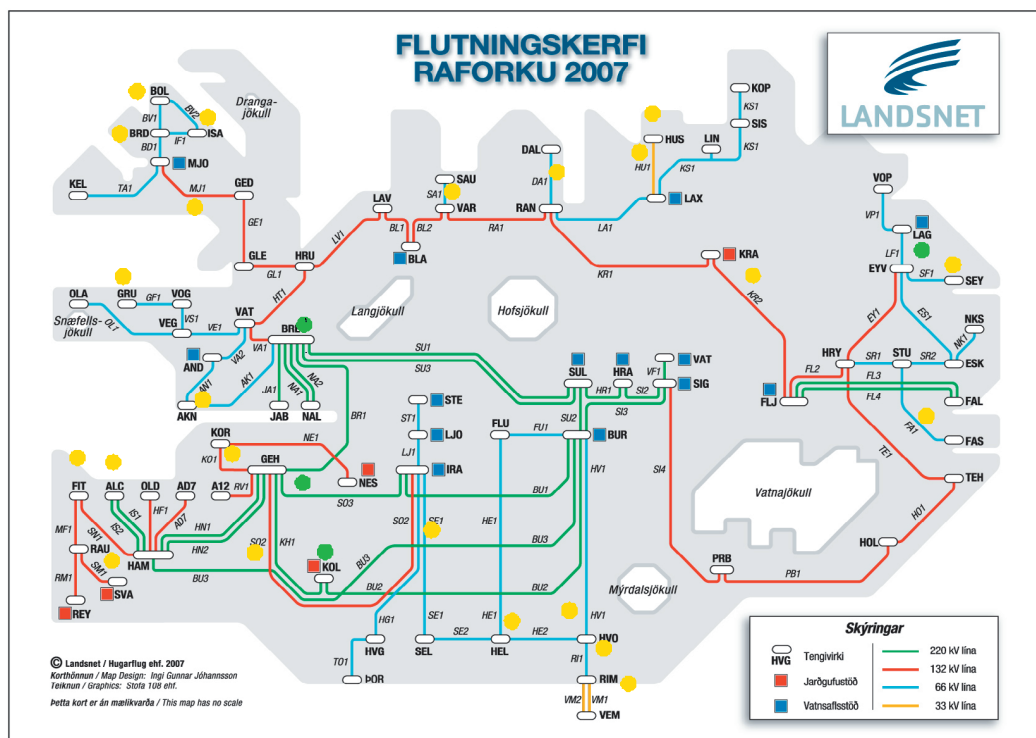 FLUTNINGSKERFI
RAFORKU 2007
LANDSNET
Dranga-
jökull
BOL
BV1
BV2
BRD
IF1
ISA
BD1
MJO
KEL
TA1
MJ1
GED
GE1
GLE
GL1
HRU
LV1
LAV
BL1
BL2
BLA
SAU
SA1
VAR
RA1
DAL
DA1
RAN
LA1
HUS
HU1
LAX
LIN
KS1
KOP
KS1
SIS
KS1
KR1
KRA
KR2
VOP
VP1
LAG
LF1
EYV
SF1
SEY
EY1
ES1
NKS
NK1
ESK
HRY
SR1
STU
SR2
FL2
FL3
FL4
FLJ
FAL
FA1
FAS
TE1
TEH
HO1
HOL
PB1
PRB
OLA
OL1
Snæfells-
jökull
GRU
GF1
VOG
VS1
VEG
VE1
VAT
HT1
VA1
VA2
AND
AN1
AKN
AK1
JA1
JAB
NA1
NA2
NAL
BR1
SU1
SU3
Langjökull
Hofsjökull
SUL
HRA
VAT
VF1
SIG
HR1
SI2
SI3
SU2
SI4
BUR
STE
ST1
LJO
LJ1
IRA
FLU
FU1
HV1
BU1
Vatnajökull
KOR
NE1
KO1
GEH
RV1
A12
NES
SO3
SO2
SE1
HE1
BU3
FIT
ALC
OLD
AD7
IS1
IS2
HF1
AD7
HN1
HN2
MF1
SN1
RAU
HAM
SM1
SVA
RM1
REY
BU3
SO2
KH1
KOL
BU3
BU2
BU2
Mýrdalsjökull
HG1
HVG
TO1
ÞOR
SE1
SEL
SE2
HE1
HEL
HE2
HV1
HVO
RI1
RIM
VM2
VM1
VEM
© Landsnet / Hugarflug ehf. 2007
Korthönnun / Map Design: Ingi Gunnar Jóhannsson
Teiknun / Graphics: Stofa 108 ehf.
Þetta kort er án mælikvarða / This map has no scale
Skýringar
HVG
Tengivirki
Jarðgufustöð
Vatnsaflsstöð
220 kV lína
132 kV lína
66 kV lína
33 kV lína